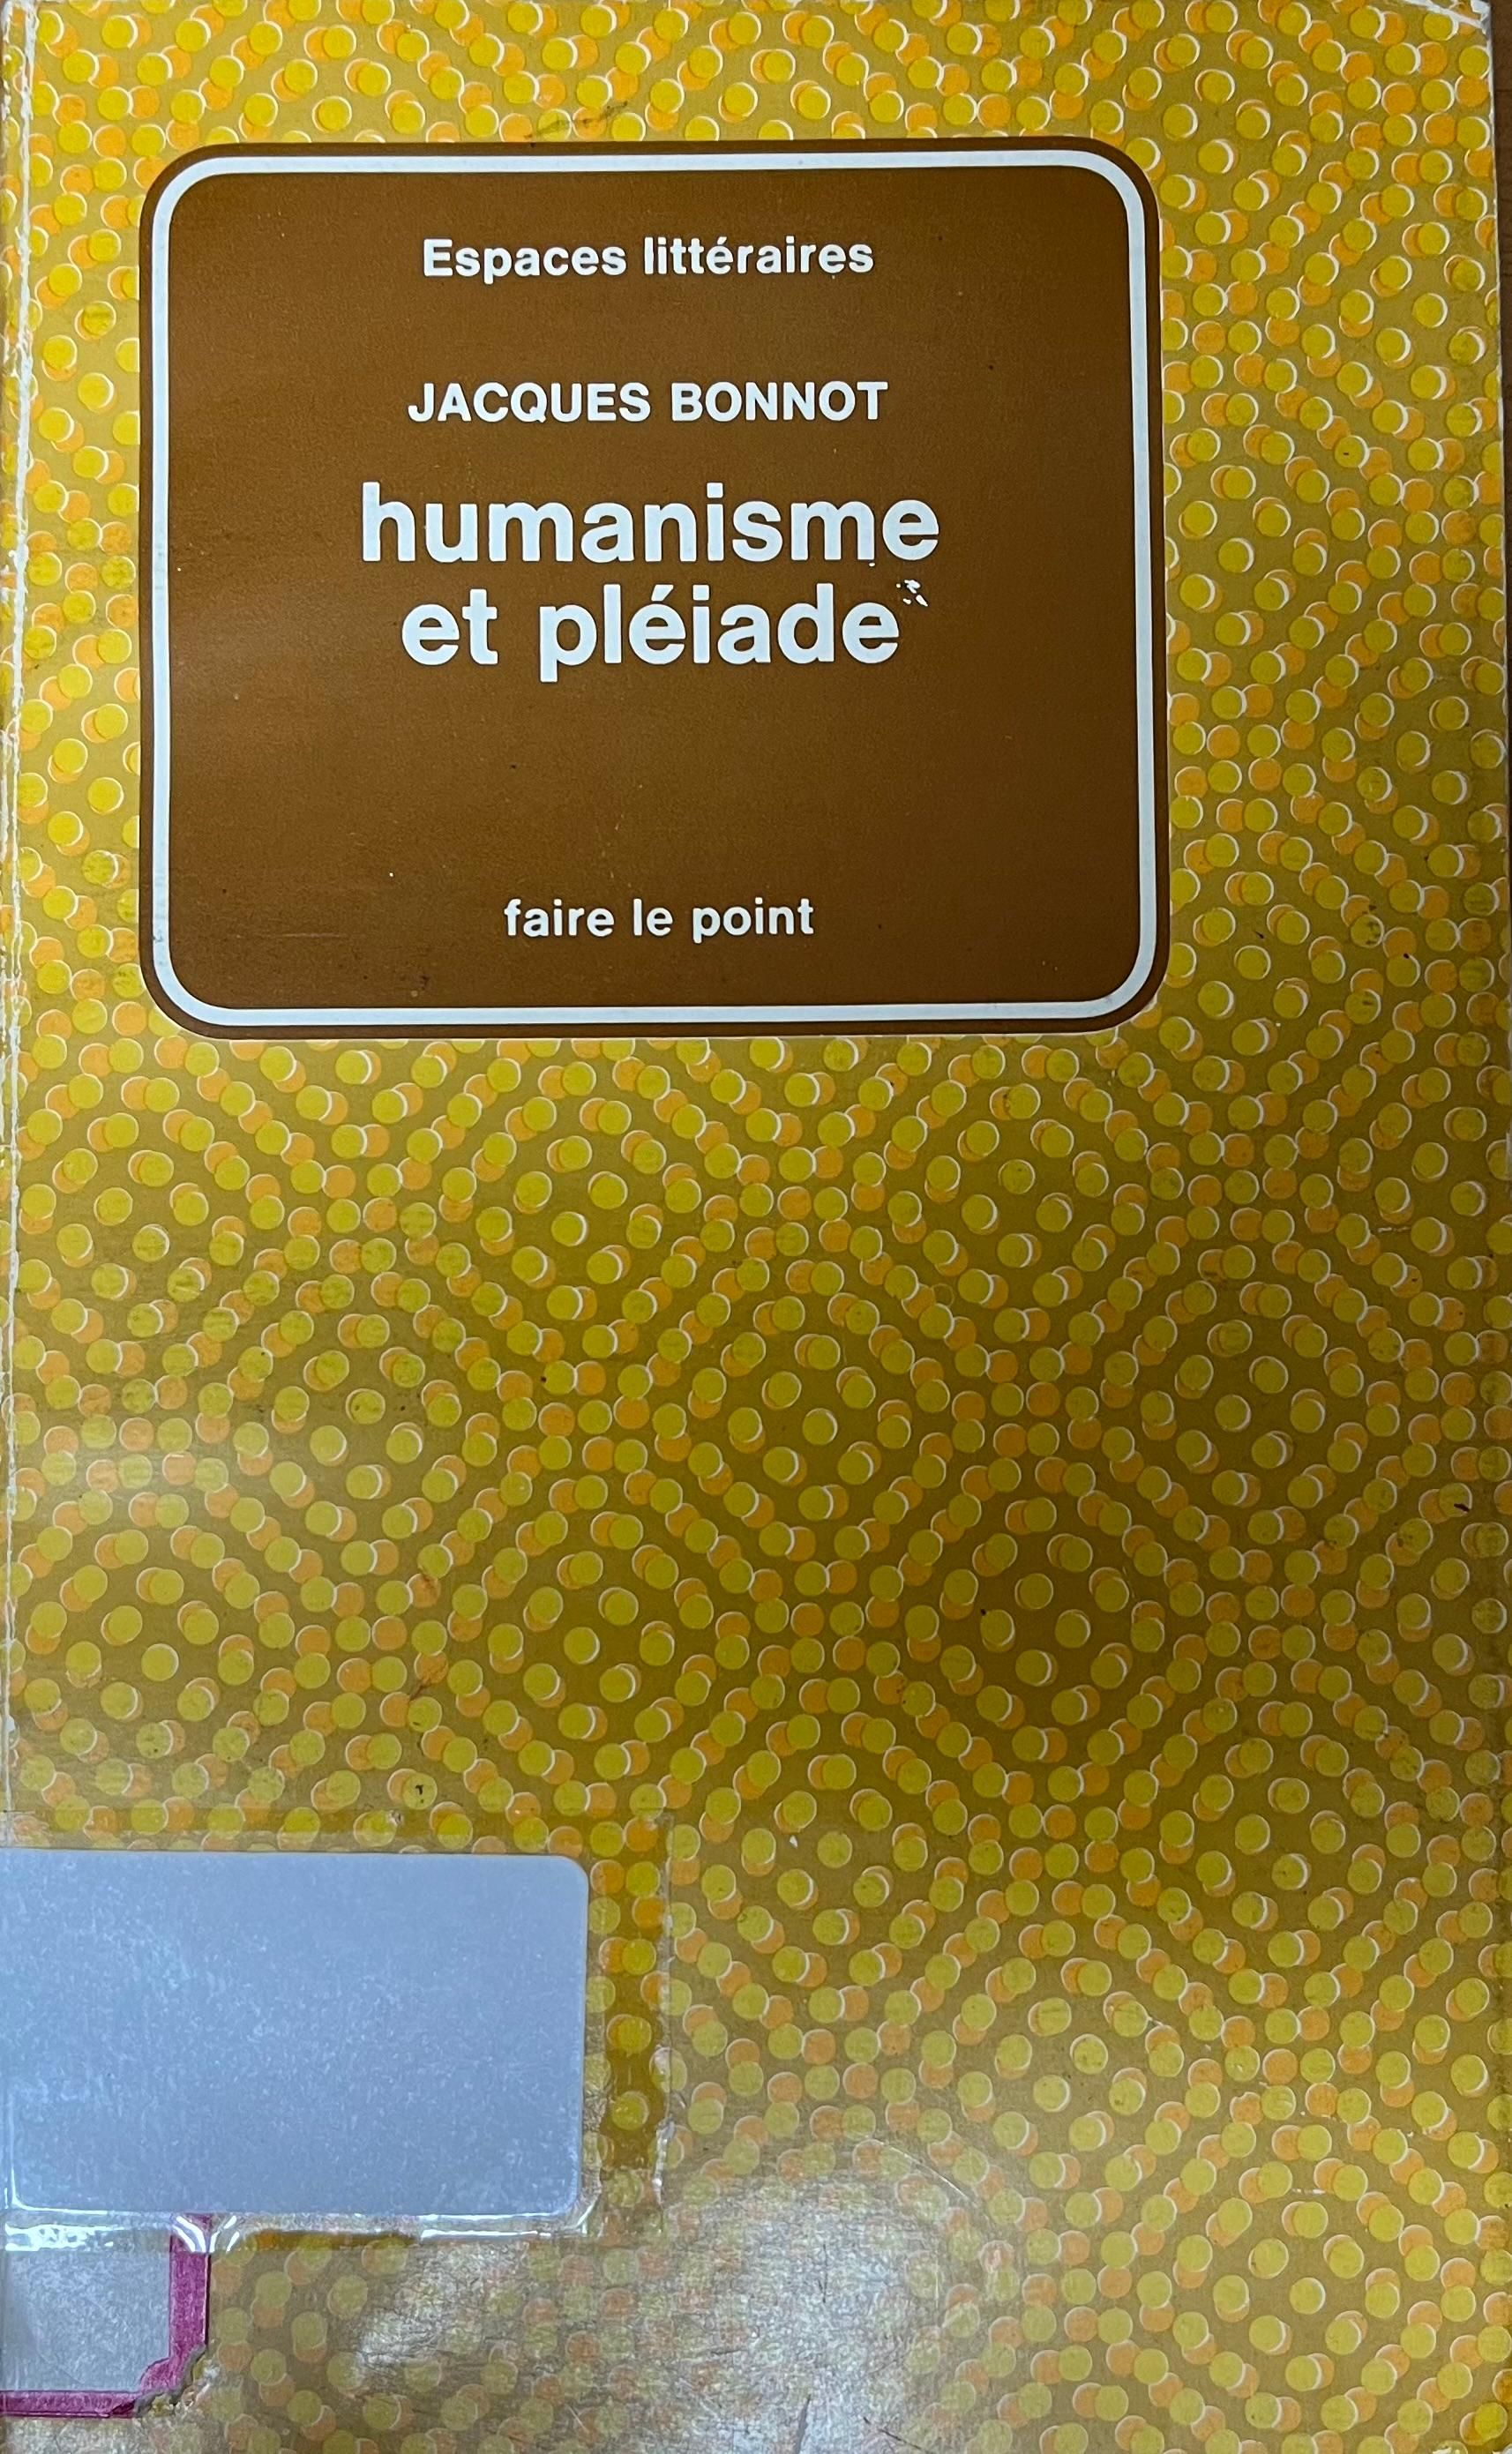 Espaces littéraires
JACQUES BONNOT
humanisme
et pléiade
faire le point